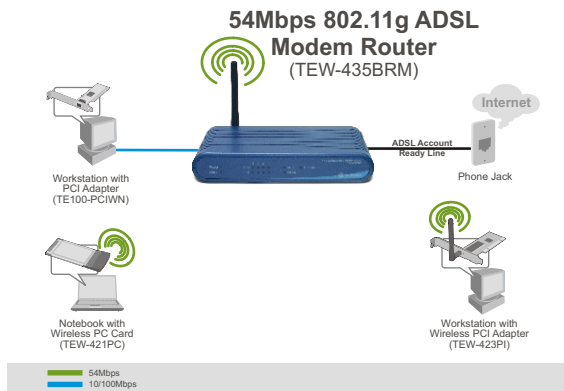 54Mbps 802.11g ADSL
Modem Router
(TEW-435BRM)
Internet
ADSL Account
Ready Line
Phone Jack
Workstation with
PCI Adapter
(TE100-PCIWN)
Notebook with
Wireless PC Card
(TEW-421PC)
Workstation with
Wireless PCI Adapter
(TEW-423PI)
54Mbps
10/100Mbps